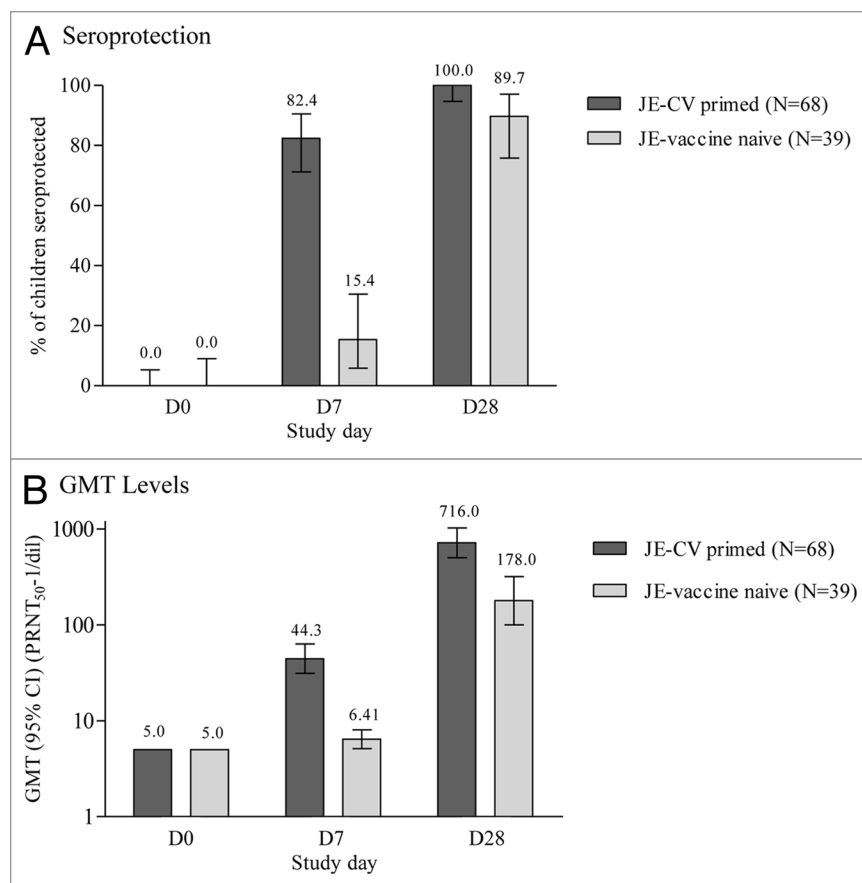 A Seroprotection
% of children seroprotected
100
80
60
40
20
0
0.0
0.0
82.4
15.4
100.0
89.7
D0
D7
D28
Study day
JE-CV primed (N=68)
JE-vaccine naive (N=39)
B GMT Levels
GMT (95% CI) (PRNT₅₀-1/dil)
1000
100
10
1
5.0
5.0
44.3
6.41
716.0
178.0
D0
D7
D28
Study day
JE-CV primed (N=68)
JE-vaccine naive (N=39)